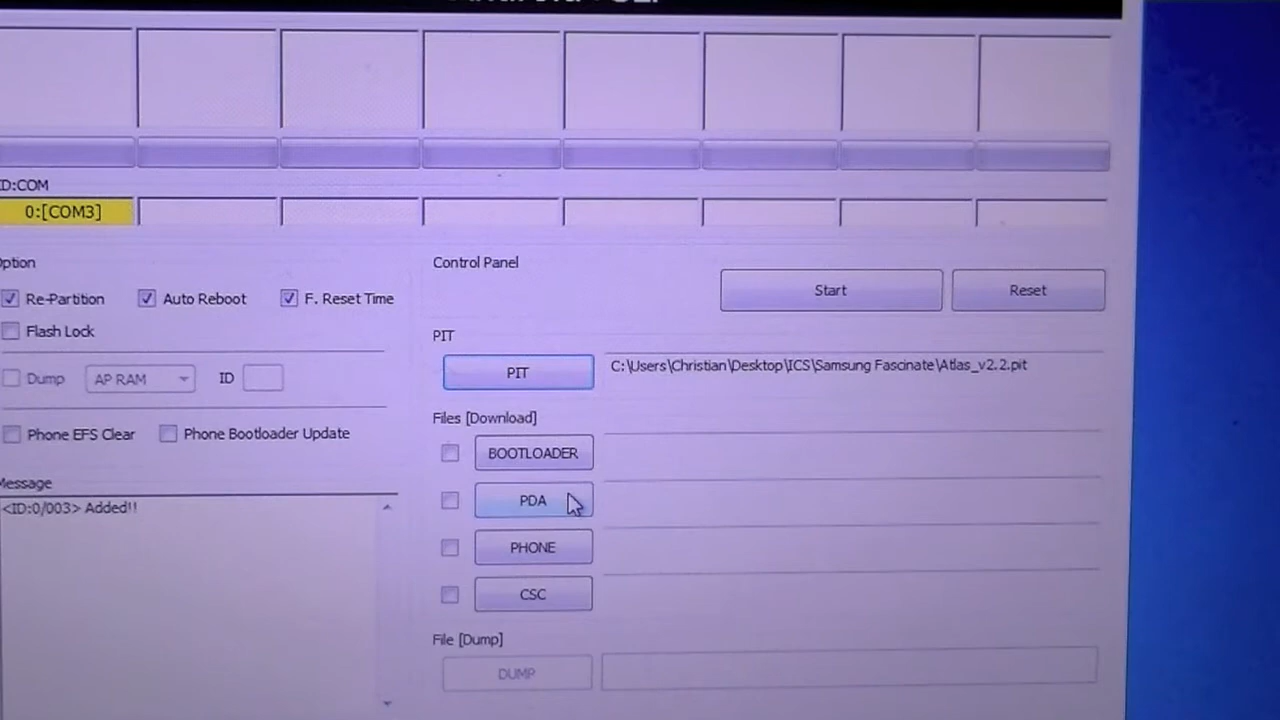 ID:COM
0:[COM3]
Option
Control Panel
Start
Reset
Re-Partition
Auto Reboot
F. Reset Time
Flash Lock
PIT
PIT
C:\Users\Christian\Desktop\ICS\Samsung Fascinate\Atlas_v2.2.pit
Dump
AP RAM
ID
Files [Download]
Phone EFS Clear
Phone Bootloader Update
BOOTLOADER
Message
<ID:0/003> Added!!
PDA
PHONE
CSC
File [Dump]
DUMP